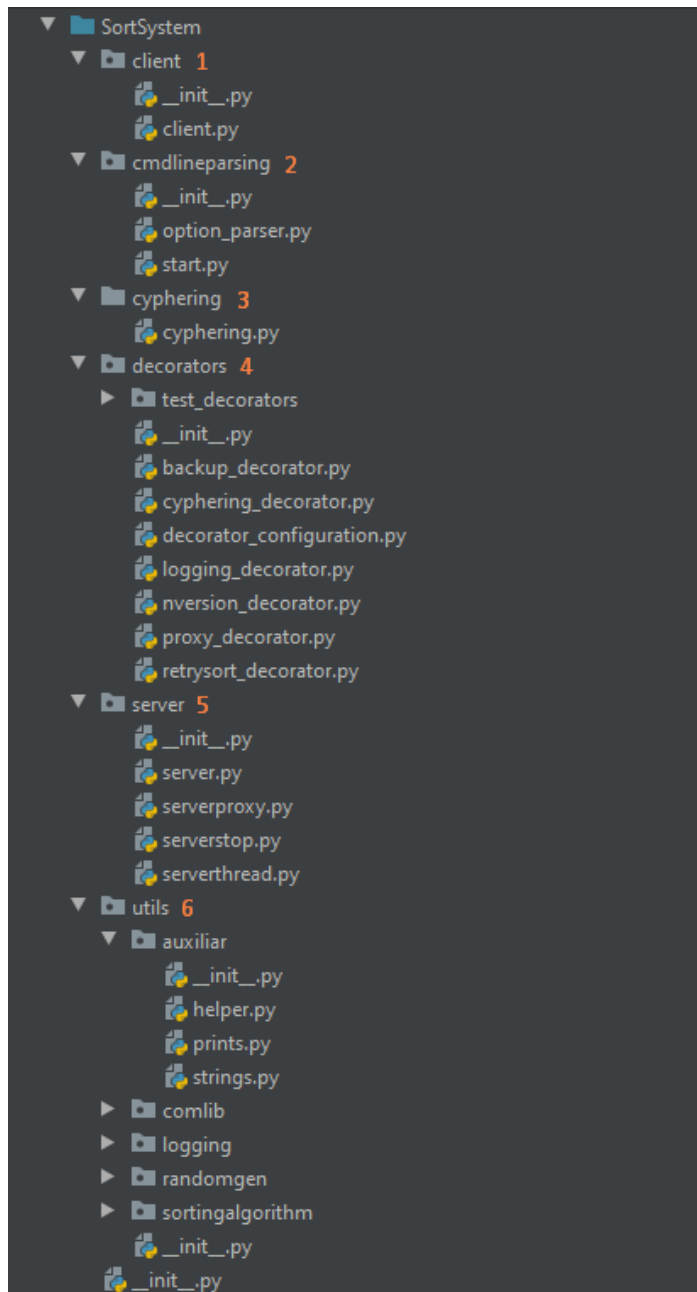 SortSystem
client 1
__init__.py
client.py
cmdlineparsing 2
__init__.py
option_parser.py
start.py
cyphering 3
cyphering.py
decorators 4
test_decorators
__init__.py
backup_decorator.py
cyphering_decorator.py
decorator_configuration.py
logging_decorator.py
nversion_decorator.py
proxy_decorator.py
retrysort_decorator.py
server 5
__init__.py
server.py
serverproxy.py
serverstop.py
serverthread.py
utils 6
auxiliar
__init__.py
helper.py
prints.py
strings.py
comlib
logging
randomgen
sortingalgorithm
__init__.py
__init__.py